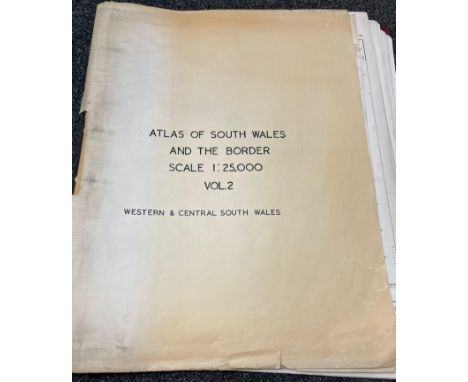 ATLAS OF SOUTH WALES
AND THE BORDER
SCALE 1:25,000
VOL.2
WESTERN & CENTRAL SOUTH WALES